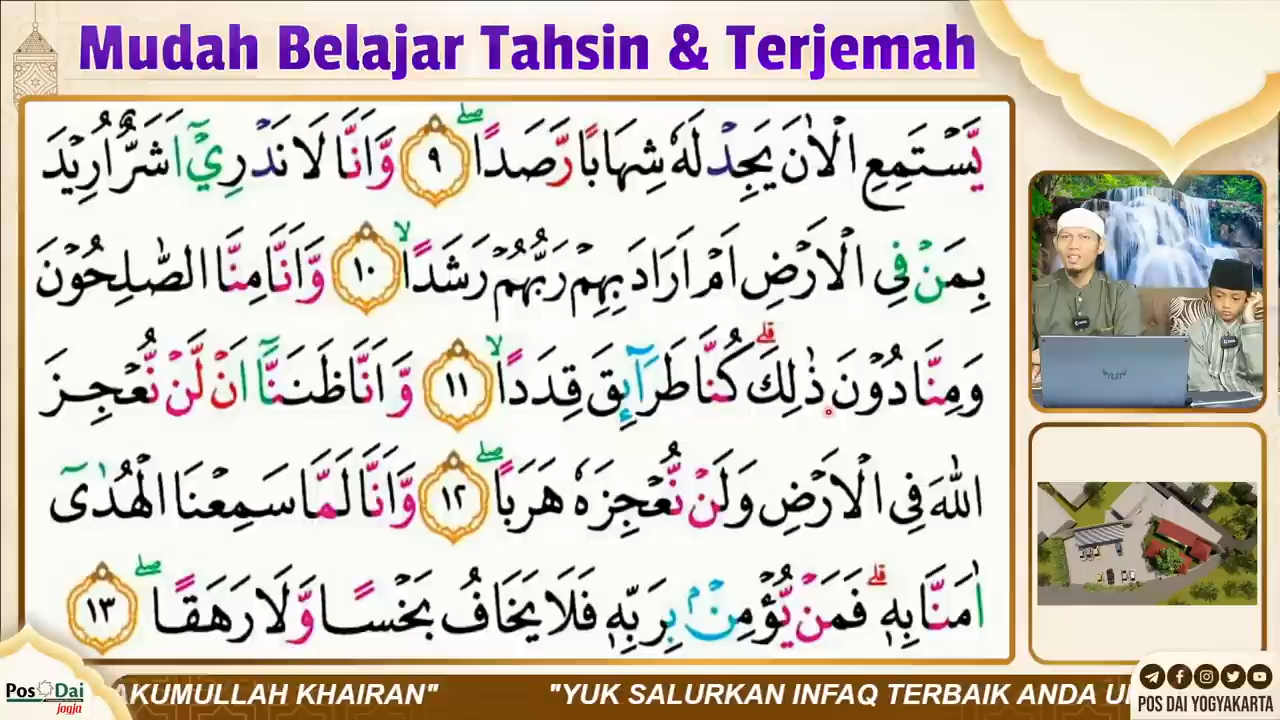 Mudah Belajar Tahsin & Terjemah
يَّسْتَمِعِ الْاٰنَ يَجِدْ لَهٗ شِهَابًا رَّصَدًاۖ ٩ وَّاَنَّا لَا نَدْرِيْٓ اَشَرٌّ اُرِيْدَ
بِمَنْ فِى الْاَرْضِ اَمْ اَرَادَ بِهِمْ رَبُّهُمْ رَشَدًاۙ ١٠ وَّاَنَّا مِنَّا الصّٰلِحُوْنَ
وَمِنَّا دُوْنَ ذٰلِكَۗ كُنَّا طَرَاۤىِٕقَ قِدَدًاۙ ١١ وَّاَنَّا ظَنَنَّآ اَنْ لَّنْ نُّعْجِزَ
اللّٰهَ فِى الْاَرْضِ وَلَنْ نُّعْجِزَهٗ هَرَبًاۖ ١٢ وَّاَنَّا لَمَّا سَمِعْنَا الْهُدٰىٓ
اٰمَنَّا بِهٖۗ فَمَنْ يُّؤْمِنْۢ بِرَبِّهٖ فَلَا يَخَافُ بَخْسًا وَّلَا رَهَقًاۖ ١٣
Pos Dai
jogja
AKUMULLAH KHAIRAN" "YUK SALURKAN INFAQ TERBAIK ANDA
POS DAI YOGYAKARTA